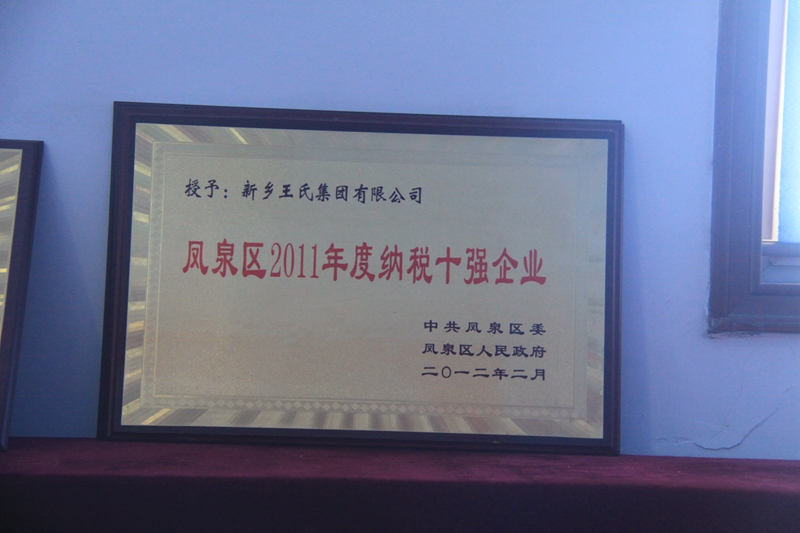 授予：新乡王氏集团有限公司
凤泉区2011年度纳税十强企业
中共凤泉区委
凤泉区人民政府
二〇一二年二月